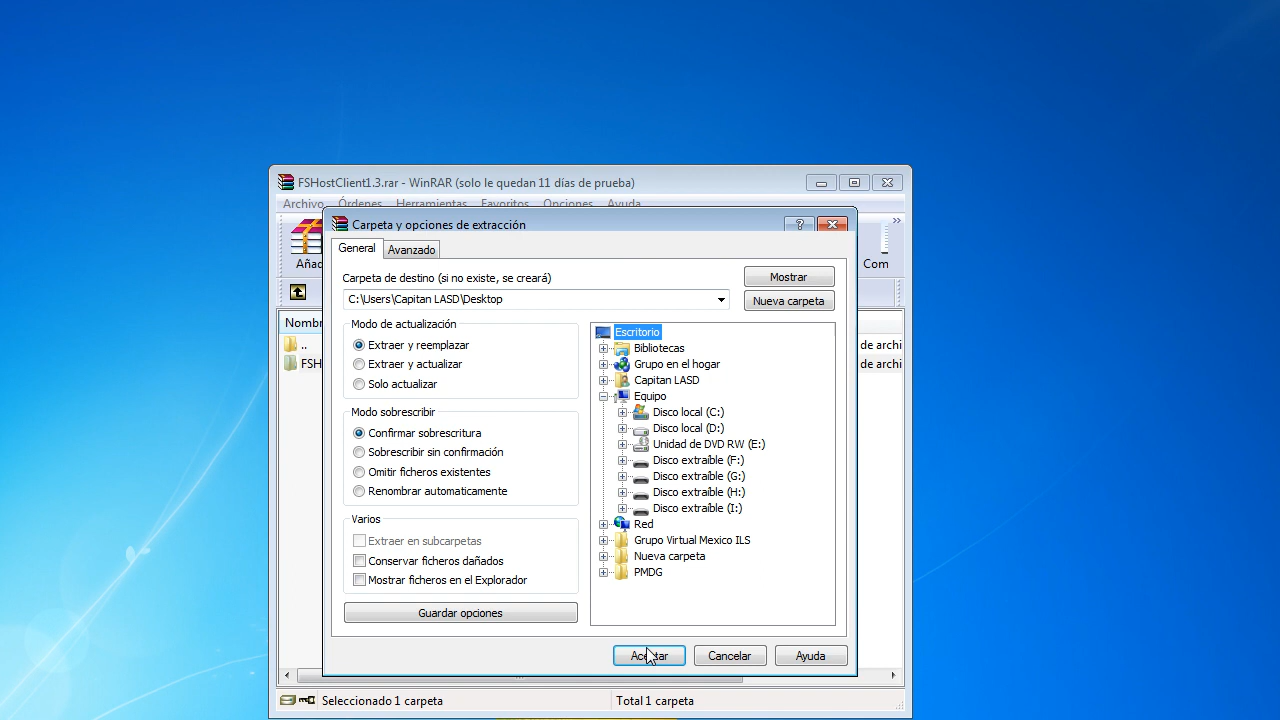 FSHostClient1.3.rar - WinRAR (solo le quedan 11 días de prueba)
Archivo Órdenes Herramientas Favoritos Opciones Ayuda
Carpeta y opciones de extracción
General Avanzado
Carpeta de destino (si no existe, se creará)
Mostrar
C:\Users\Capitan LASD\Desktop
Nueva carpeta
Modo de actualización
Extraer y reemplazar
Extraer y actualizar
Solo actualizar
Modo sobrescribir
Confirmar sobrescritura
Sobrescribir sin confirmación
Omitir ficheros existentes
Renombrar automaticamente
Varios
Extraer en subcarpetas
Conservar ficheros dañados
Mostrar ficheros en el Explorador
Guardar opciones
Escritorio
Bibliotecas
Grupo en el hogar
Capitan LASD
Equipo
Disco local (C:)
Disco local (D:)
Unidad de DVD RW (E:)
Disco extraíble (F:)
Disco extraíble (G:)
Disco extraíble (H:)
Disco extraíble (I:)
Red
Grupo Virtual Mexico ILS
Nueva carpeta
PMDG
Aceptar Cancelar Ayuda
Añad
Com
Nombr
..
de archi
FSH
de archi
Seleccionado 1 carpeta
Total 1 carpeta